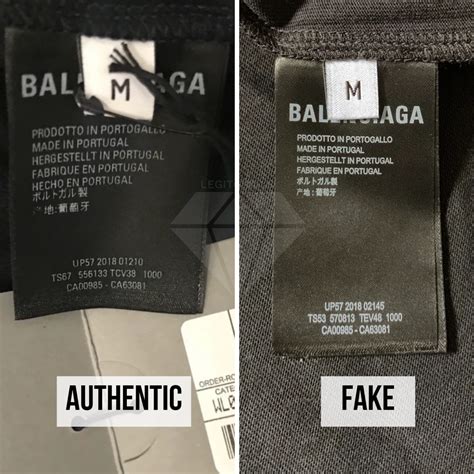 M
BALENCIAGA
PRODOTTO IN PORTOGALLO
MADE IN PORTUGAL
HERGESTELLT IN PORTUGAL
FABRIQUE EN PORTUGAL
HECHO EN PORTUGAL
ポルトガル製
产地:葡萄牙
UP57 2018 01210
TS67 556133 TCV38 1000
CA00985 - CA63081
ORDER-RO
CATE
AUTHENTIC
M
BALENCIAGA
PRODOTTO IN PORTOGALLO
MADE IN PORTUGAL
HERGESTELLT IN PORTUGAL
FABRIQUE EN PORTUGAL
HECHO EN PORTUGAL
ポルトガル製
产地:葡萄牙
UP57 2018 02145
TS53 570813 TEV48 1000
CA00985 - CA63081
FAKE